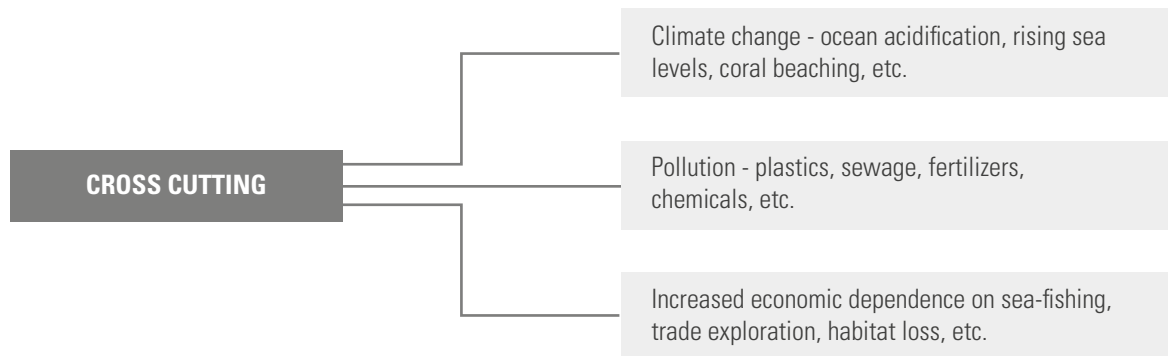 Climate change - ocean acidification, rising sea
levels, coral beaching, etc.
CROSS CUTTING
Pollution - plastics, sewage, fertilizers,
chemicals, etc.
Increased economic dependence on sea-fishing,
trade exploration, habitat loss, etc.